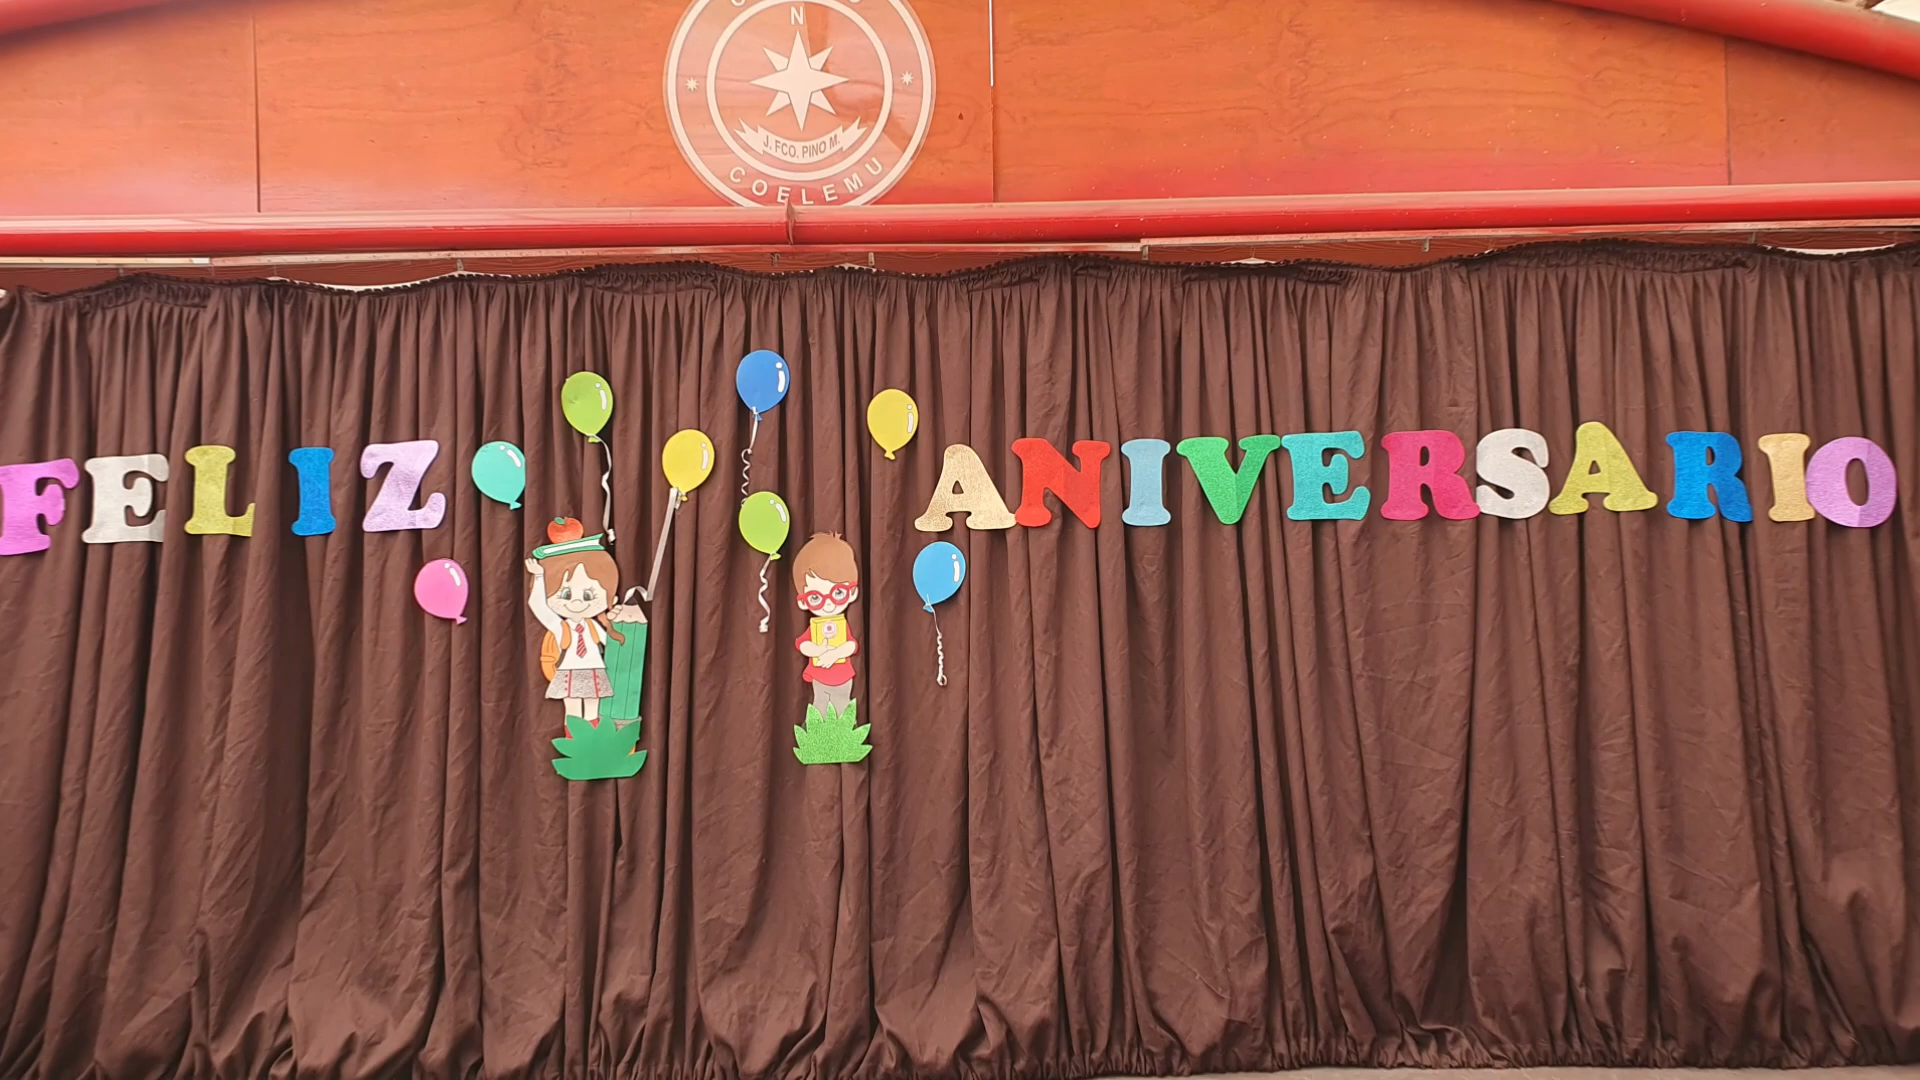 N
J. FCO. PINO M.
COELEMU
FELIZ ANIVERSARIO